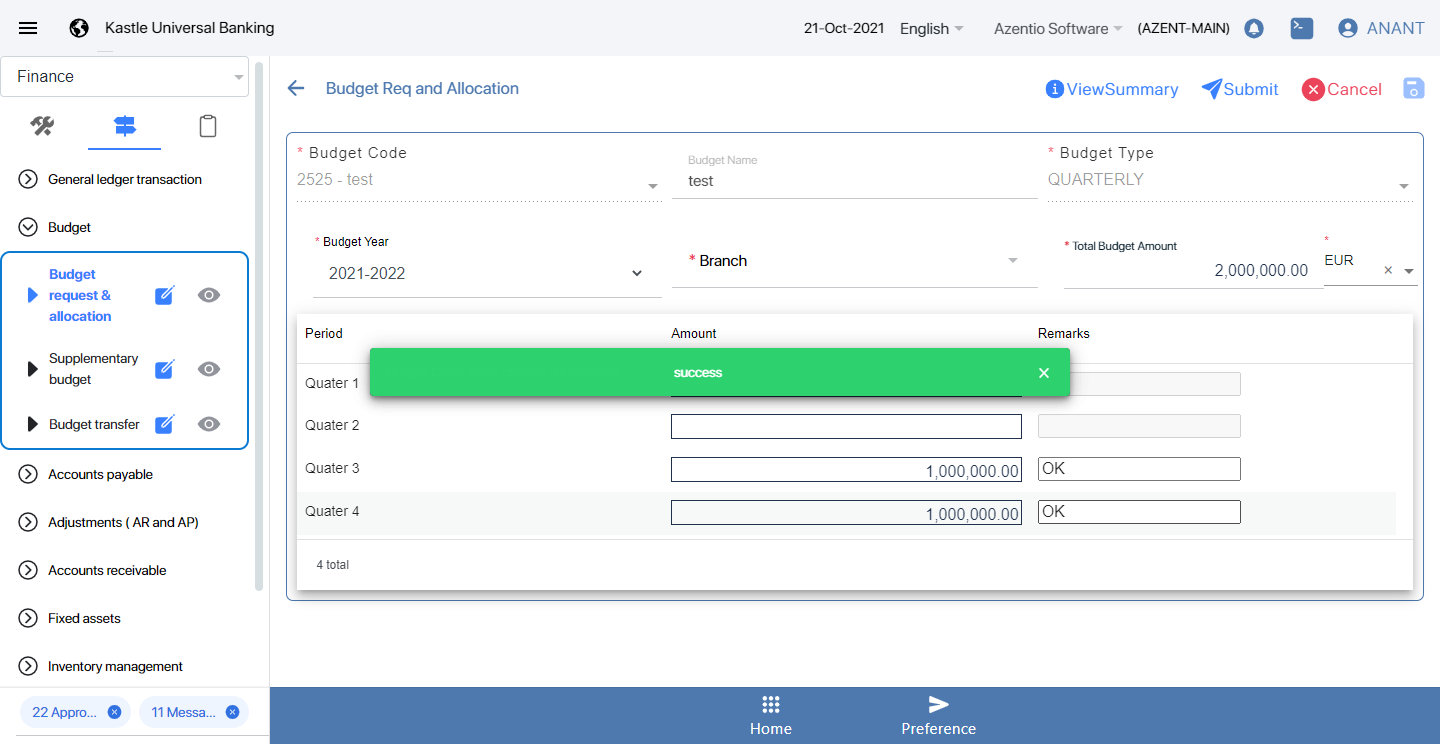 Kastle Universal Banking
21-Oct-2021 English Azentio Software (AZENT-MAIN) ANANT
Finance
General ledger transaction
Budget
Budget request & allocation
Supplementary budget
Budget transfer
Accounts payable
Adjustments ( AR and AP)
Accounts receivable
Fixed assets
Inventory management
22 Appro... 11 Messa...
Budget Req and Allocation
ViewSummary Submit Cancel
* Budget Code
2525 - test
Budget Name
test
* Budget Type
QUARTERLY
* Budget Year
2021-2022
* Branch
* Total Budget Amount
2,000,000.00
*
EUR
Period Amount Remarks
success
Quater 1
Quater 2
Quater 3 1,000,000.00 OK
Quater 4 1,000,000.00 OK
4 total
Home Preference